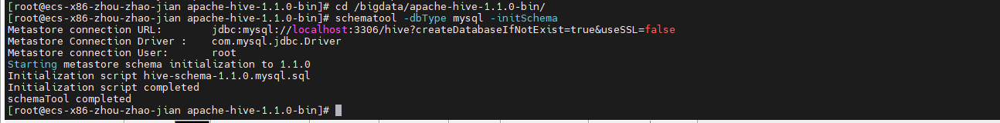 [root@ecs-x86-zhou-zhao-jian apache-hive-1.1.0-bin]# cd /bigdata/apache-hive-1.1.0-bin/
[root@ecs-x86-zhou-zhao-jian apache-hive-1.1.0-bin]# schematool -dbType mysql -initSchema
Metastore connection URL:        jdbc:mysql://localhost:3306/hive?createDatabaseIfNotExist=true&useSSL=false
Metastore connection Driver :    com.mysql.jdbc.Driver
Metastore connection User:       root
Starting metastore schema initialization to 1.1.0
Initialization script hive-schema-1.1.0.mysql.sql
Initialization script completed
schemaTool completed
[root@ecs-x86-zhou-zhao-jian apache-hive-1.1.0-bin]#